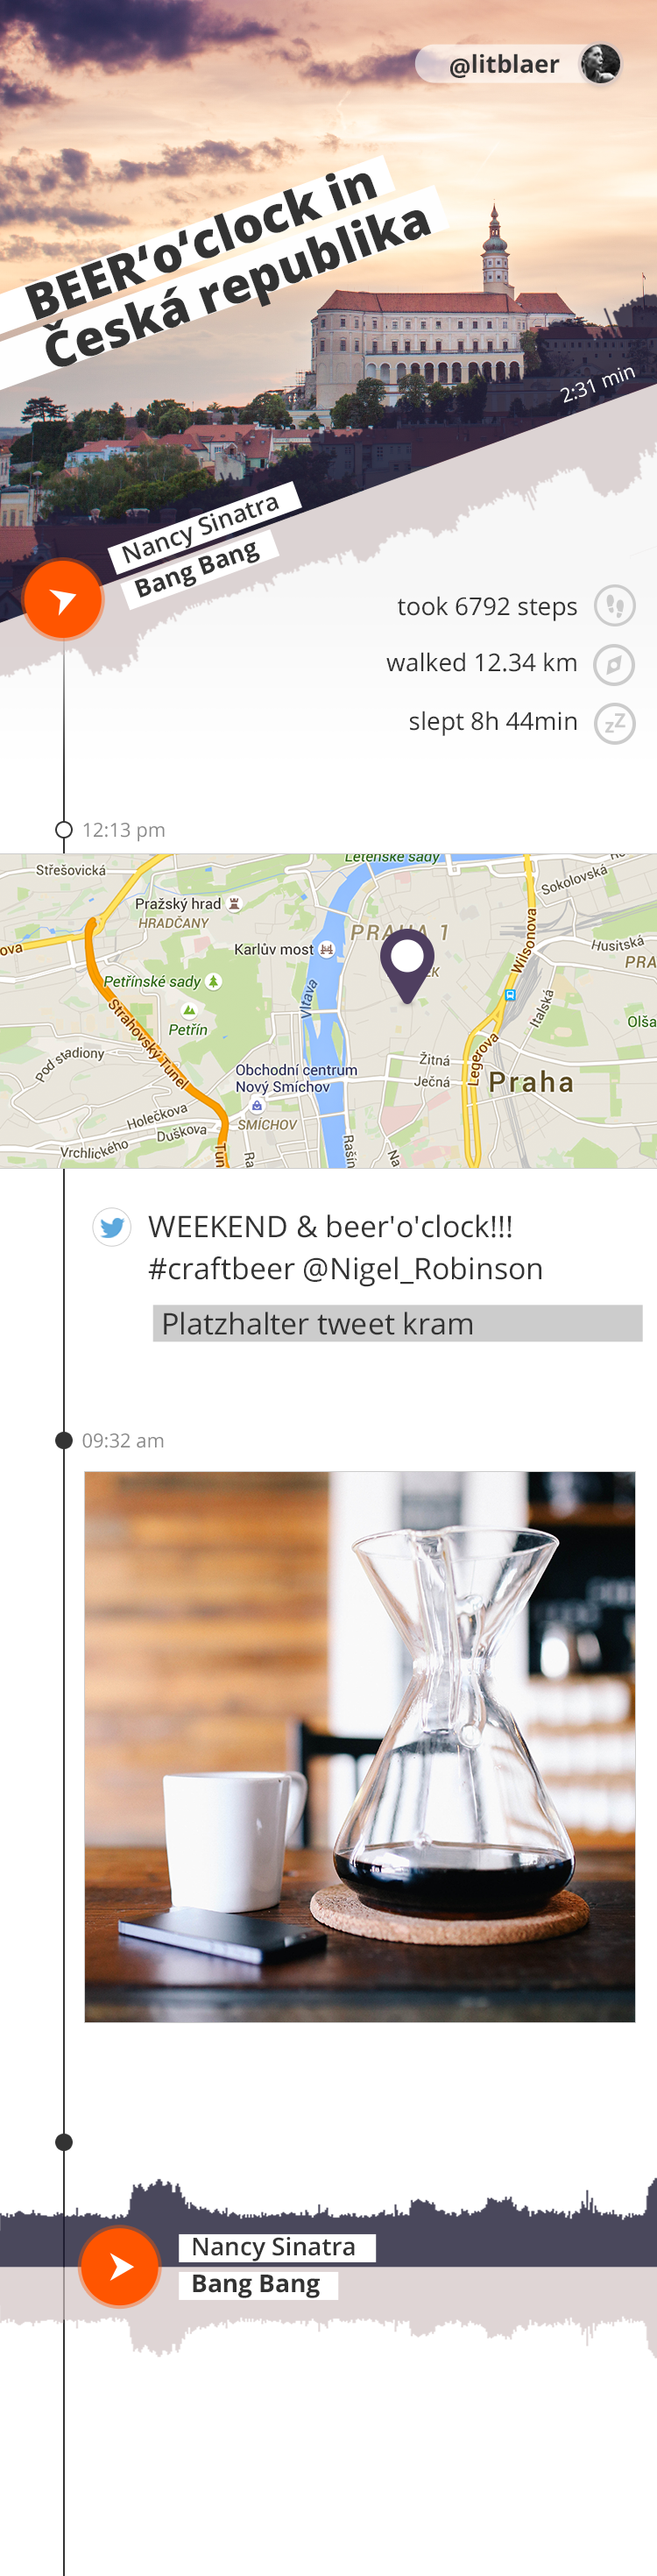 @litblaer
BEER‘o‘clock in
Česká republika
2:31 min
Nancy Sinatra
Bang Bang
took 6792 steps
walked 12.34 km
slept 8h 44min
12:13 pm
Letenské sady
Střešovická
Sokolovská
Pražský hrad
HRADČANY
Wilsonova
Husitská
Karlův most
PRAHA 1
ova
PRA
Petřínské sady
Vltava
Italská
Olša
Strahovský Tunel
Petřín
Pod stadiony
Žitná
Legerova
Obchodní centrum
Nový Smíchov
Ječná
Praha
Holečkova
Duškova
SMÍCHOV
Vrchlického
Tun
Ra
Rašín
Na
WEEKEND & beer'o'clock!!!
#craftbeer @Nigel_Robinson
Platzhalter tweet kram
09:32 am
Nancy Sinatra
Bang Bang